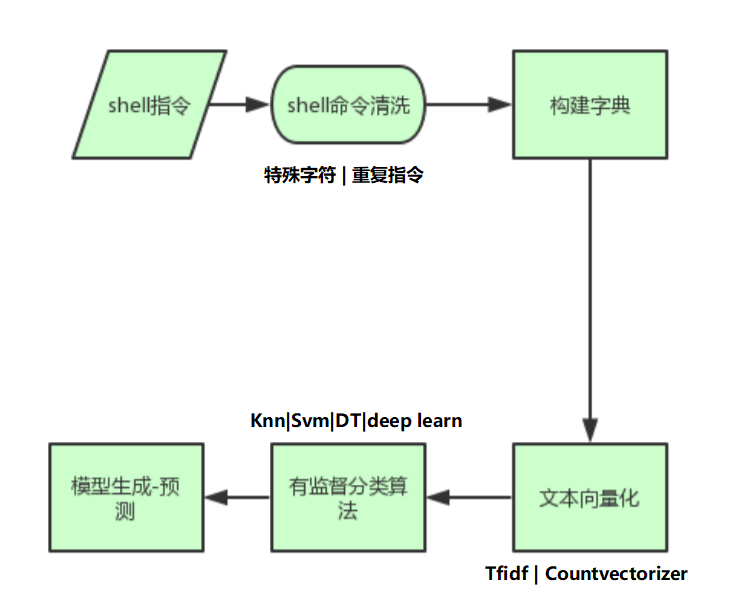 shell指令
shell命令清洗
构建字典
特殊字符 | 重复指令
Knn|Svm|DT|deep learn
模型生成-预
测
有监督分类算
法
文本向量化
Tfidf | Countvectorizer